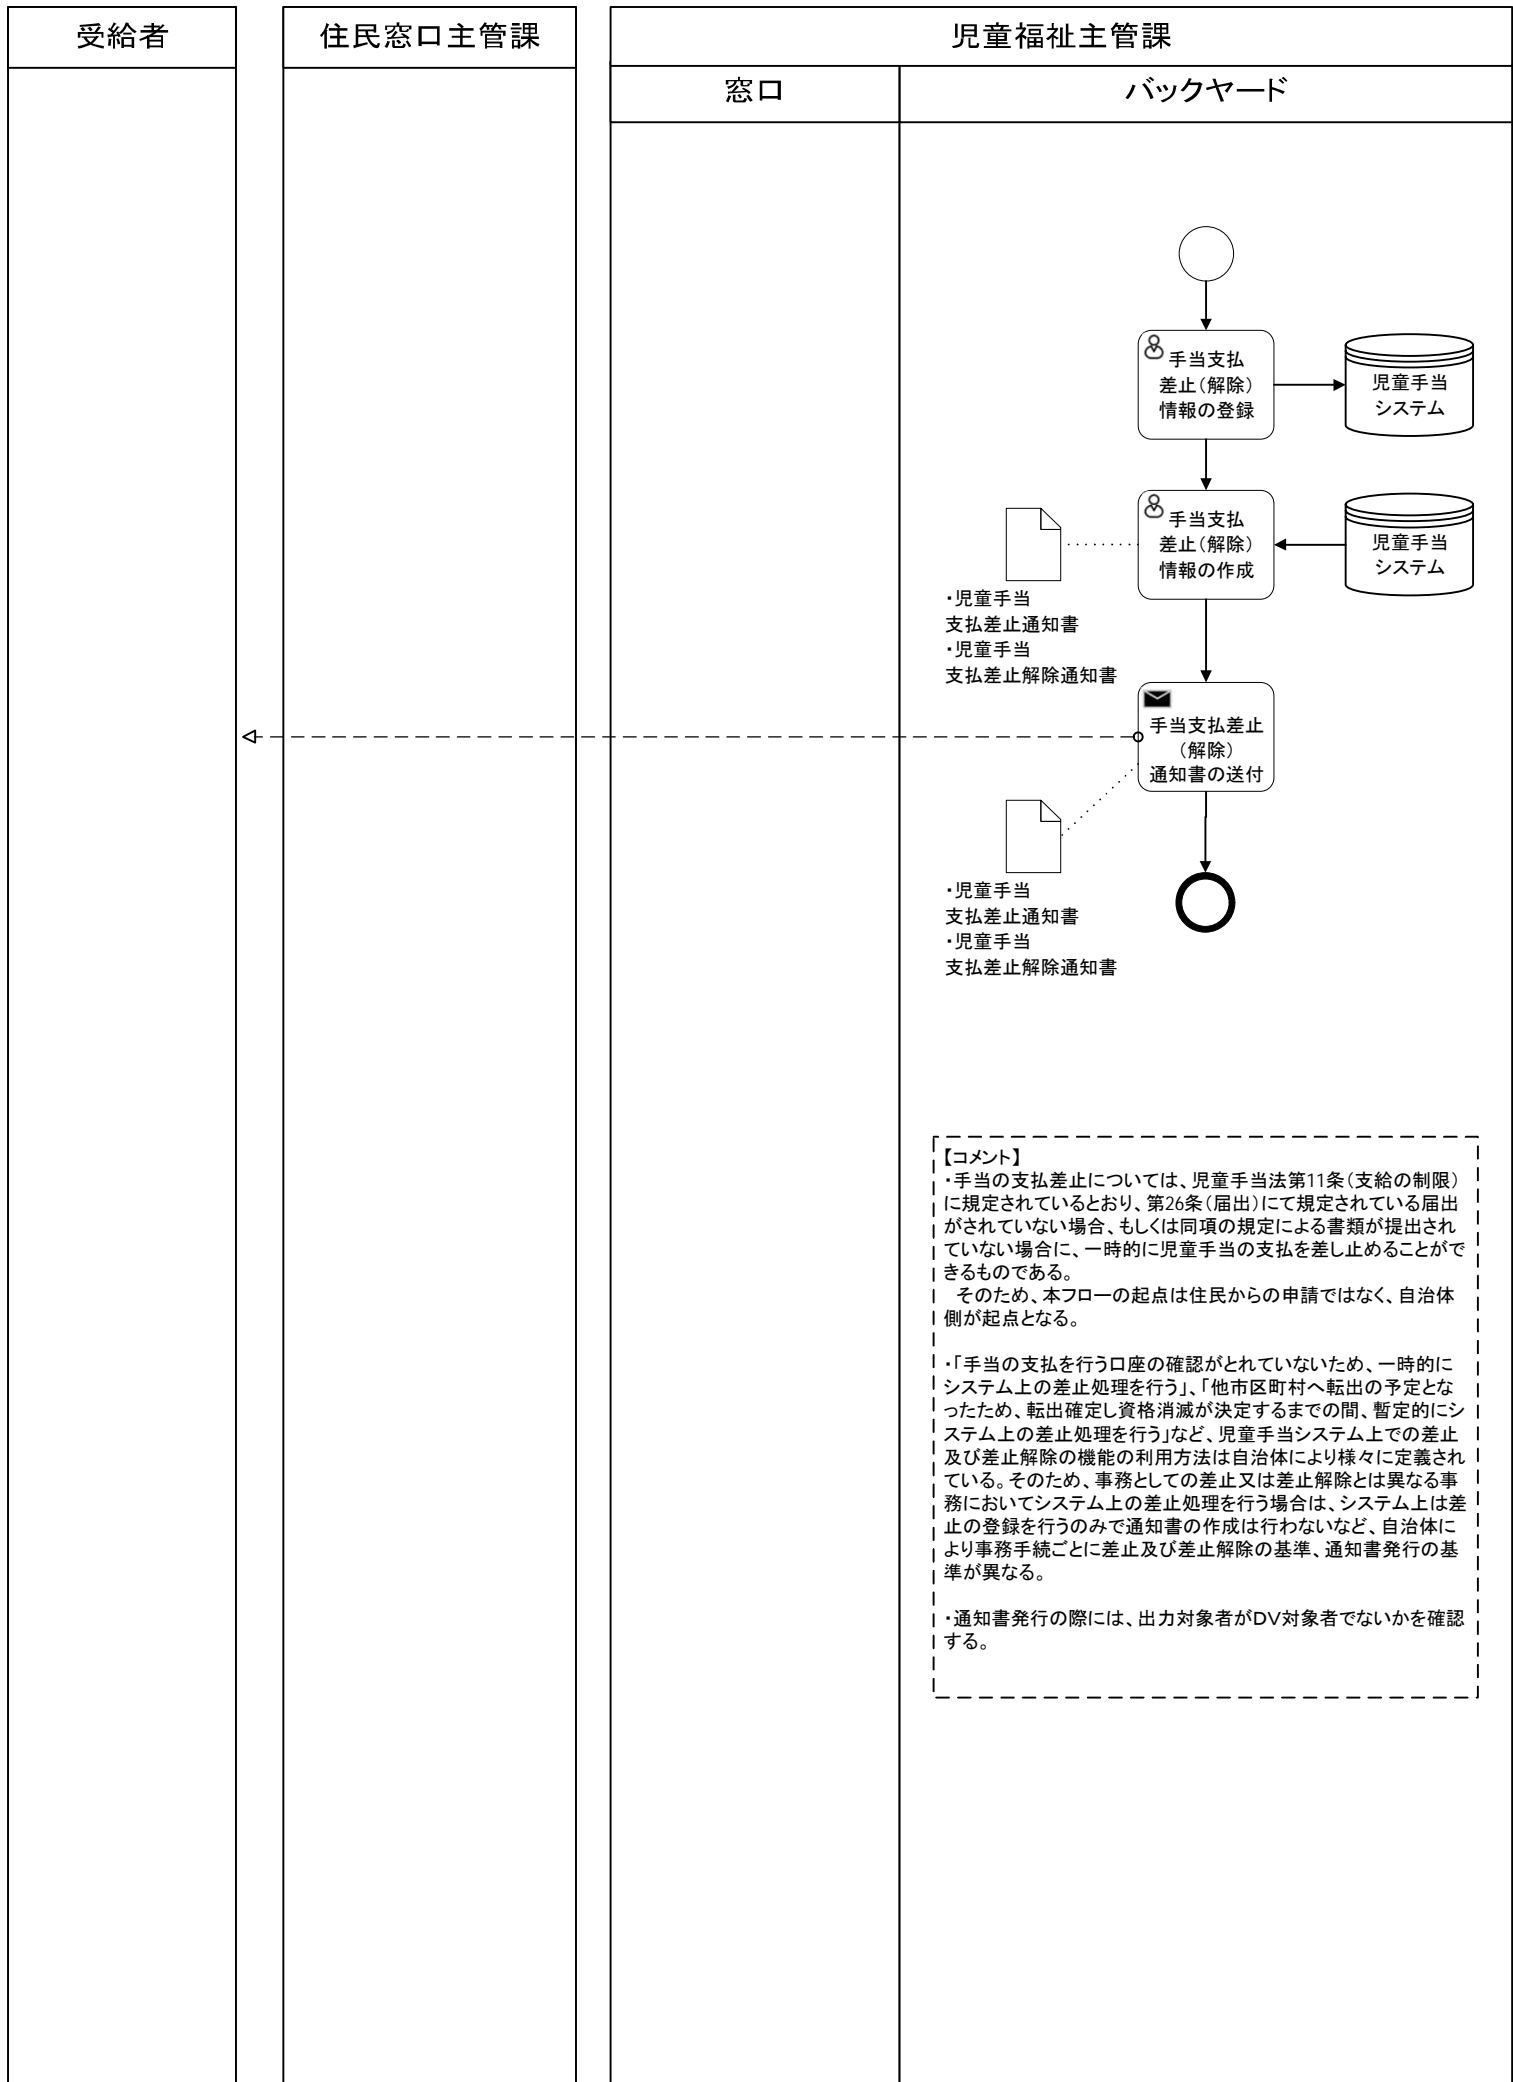 受給者
住民窓口主管課
児童福祉主管課
窓口
バックヤード
手当支払
差止（解除）
情報の登録
児童手当
システム
手当支払
差止（解除）
情報の作成
児童手当
システム
・児童手当
支払差止通知書
・児童手当
支払差止解除通知書
手当支払差止
（解除）
通知書の送付
・児童手当
支払差止通知書
・児童手当
支払差止解除通知書
【コメント】
・手当の支払差止については、児童手当法第11条（支給の制限）
に規定されているとおり、第26条（届出）にて規定されている届出
がされていない場合、もしくは同項の規定による書類が提出され
ていない場合に、一時的に児童手当の支払を差し止めることがで
きるものである。
　そのため、本フローの起点は住民からの申請ではなく、自治体
側が起点となる。
・「手当の支払を行う口座の確認がとれていないため、一時的に
システム上の差止処理を行う」、「他市区町村へ転出の予定とな
ったため、転出確定し資格消滅が決定するまでの間、暫定的にシ
ステム上の差止処理を行う」など、児童手当システム上での差止
及び差止解除の機能の利用方法は自治体により様々に定義され
ている。そのため、事務としての差止又は差止解除とは異なる事
務においてシステム上の差止処理を行う場合は、システム上は差
止の登録を行うのみで通知書の作成は行わないなど、自治体に
より事務手続ごとに差止及び差止解除の基準、通知書発行の基
準が異なる。
・通知書発行の際には、出力対象者がＤＶ対象者でないかを確認
する。